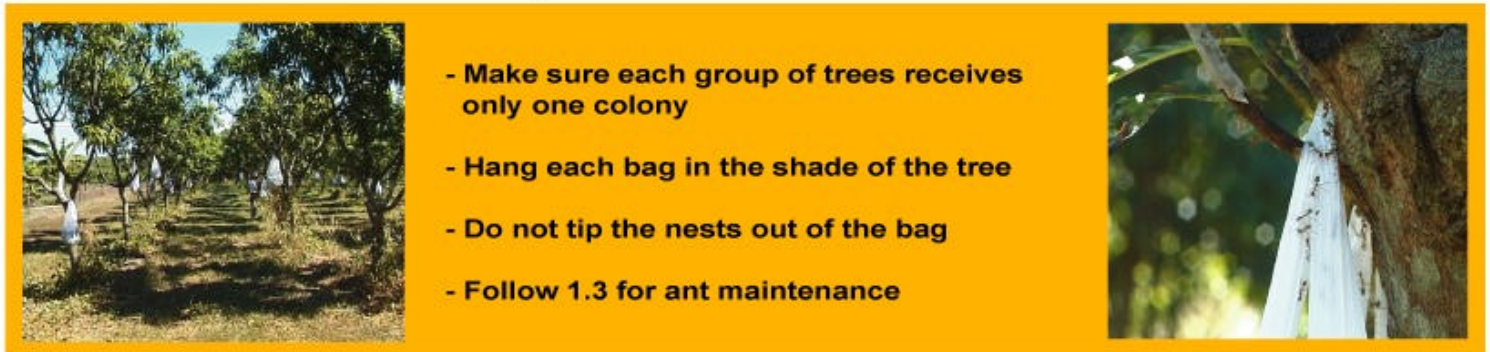 - Make sure each group of trees receives
only one colony
- Hang each bag in the shade of the tree
- Do not tip the nests out of the bag
- Follow 1.3 for ant maintenance